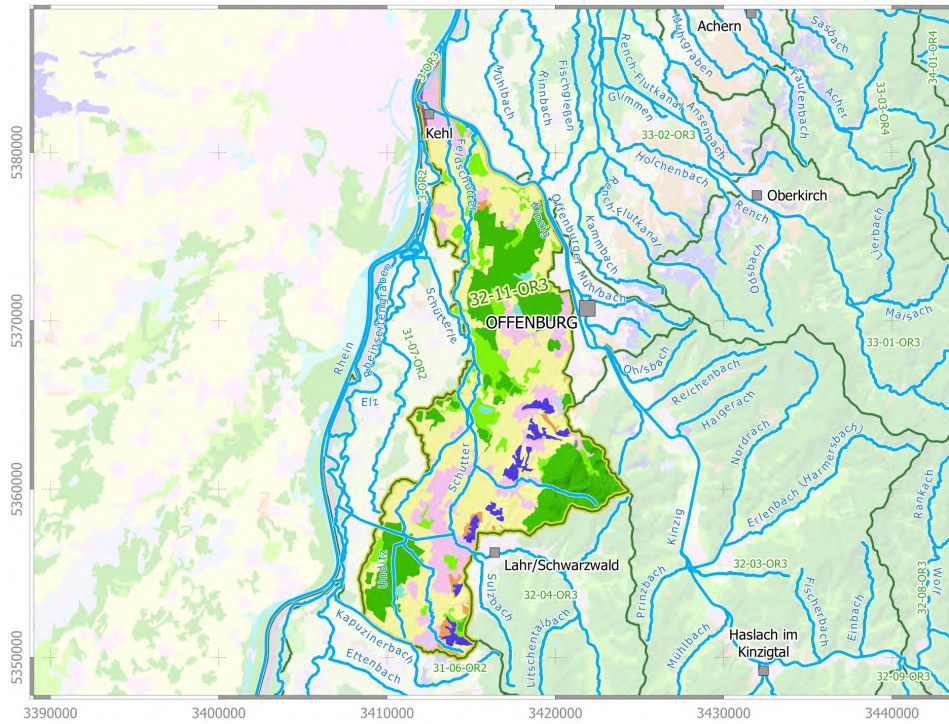 Achern
Mühlgraben
Sasbach
34-01-OR4
3-OR3
Mühlbach
Rinnbach
Fischgießen
Rench-Flutkanal
Glimmen
Ansenbach
Fautenbach
Acher
33-03-OR4
Kehl
33-02-OR3
5380000
Feldschutter
Holchenbach
Oberkirch
3-OR2
Kinzig
Rench-Flutkanal
Rench
Lierbach
Offenburger Mühlbach
Kammbach
Odsbach
32-11-OR3
Schutterle
Maisach
5370000
OFFENBURG
Rhein
Rheinseitengraben
31-07-OR2
33-01-OR3
Ohlsbach
Reichenbach
Elz
Haigerach
Nordrach
Schutter
Erlenbach (Harmersbach)
Rankach
5360000
Kinzig
Unditz
Lahr/Schwarzwald
32-03-OR3
Sulzbach
32-04-OR3
Prinzbach
Fischerbach
Einbach
32-08-OR3
Wolf
Kapuzinerbach
Litschentalbach
Mühlbach
Haslach im
Kinzigtal
Ettenbach
31-06-OR2
5350000
32-09-OR3
3390000
3400000
3410000
3420000
3430000
3440000